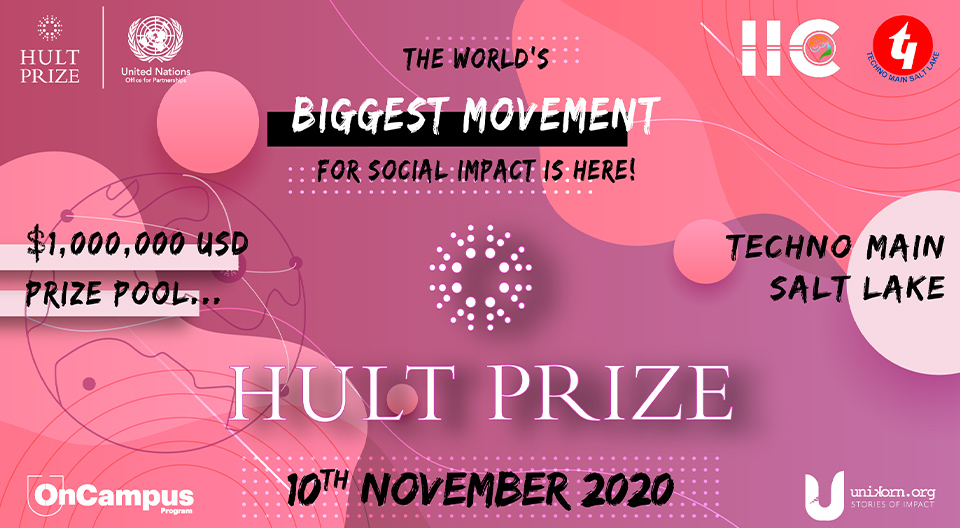 HULT
PRIZE
United Nations
Office for Partnerships
THE WORLD'S
BIGGEST MOVEMENT
FOR SOCIAL IMPACT IS HERE!
IIC
TECHNO MAIN SALT LAKE
$1,000,000 USD
PRIZE POOL...
TECHNO MAIN
SALT LAKE
HULT PRIZE
10TH NOVEMBER 2020
OnCampus
Program
unikorn.org
STORIES OF IMPACT